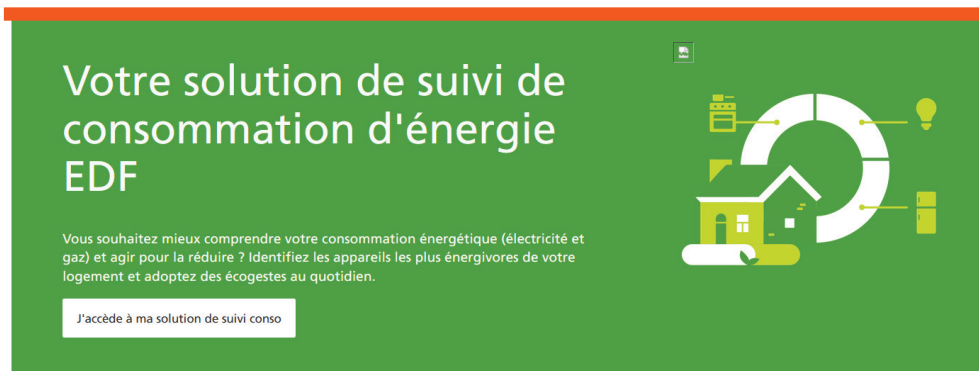 Votre solution de suivi de
consommation d'énergie
EDF
Vous souhaitez mieux comprendre votre consommation énergétique (électricité et
gaz) et agir pour la réduire ? Identifiez les appareils les plus énergivores de votre
logement et adoptez des écogestes au quotidien.
J'accède à ma solution de suivi conso